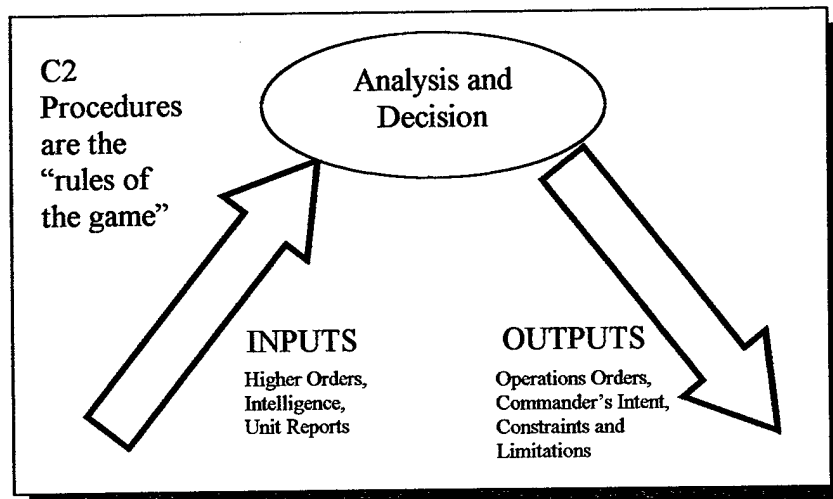 C2
Procedures
are the
“rules of
the game”
Analysis and
Decision
INPUTS
Higher Orders,
Intelligence,
Unit Reports
OUTPUTS
Operations Orders,
Commander’s Intent,
Constraints and
Limitations